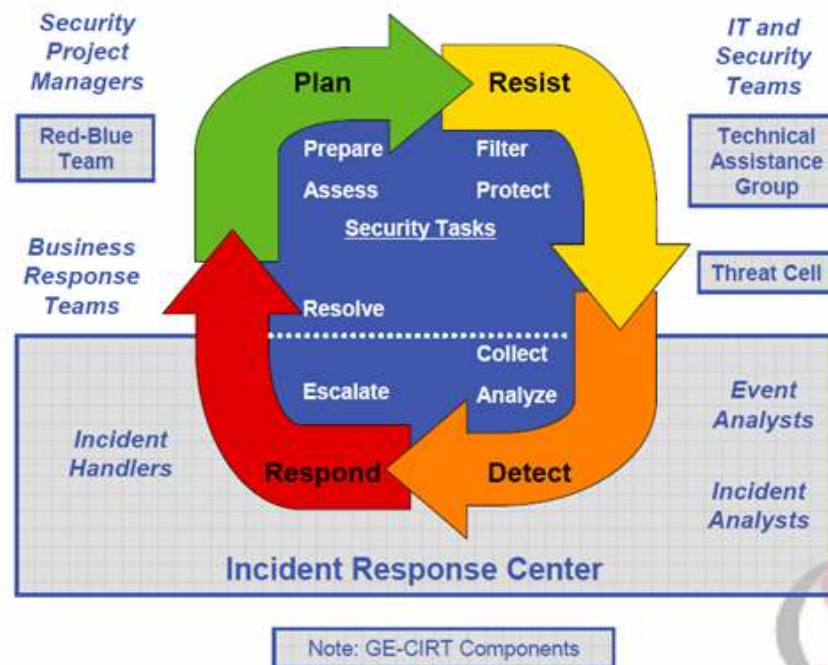 Security
Project
Managers
Plan
Resist
IT and
Security
Teams
Red-Blue
Team
Prepare
Filter
Technical
Assistance
Group
Assess
Protect
Security Tasks
Business
Response
Teams
Threat Cell
Resolve
Collect
Escalate
Analyze
Event
Analysts
Incident
Handlers
Respond
Detect
Incident
Analysts
Incident Response Center
Note: GE-CIRT Components